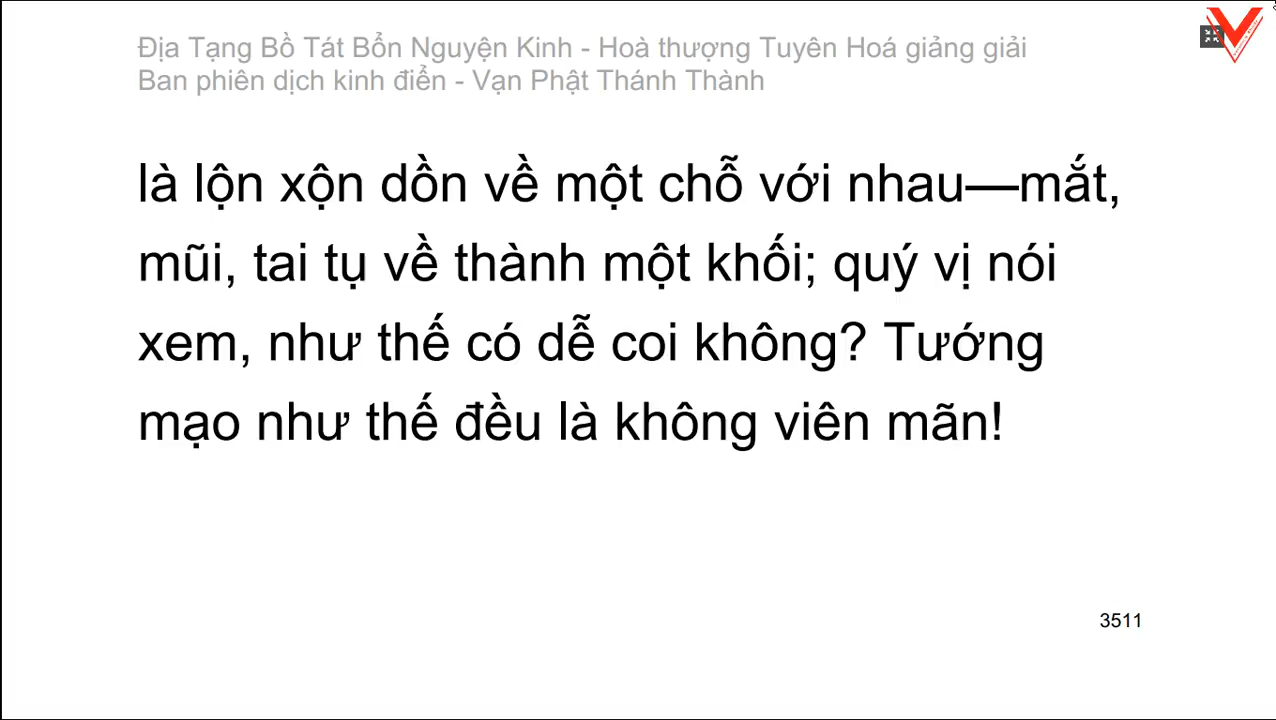 Địa Tạng Bồ Tát Bổn Nguyện Kinh - Hoà thượng Tuyên Hoá giảng giải
Ban phiên dịch kinh điển - Vạn Phật Thánh Thành
là lộn xộn dồn về một chỗ với nhau—mắt,
mũi, tai tụ về thành một khối; quý vị nói
xem, như thế có dễ coi không? Tướng
mạo như thế đều là không viên mãn!
3511